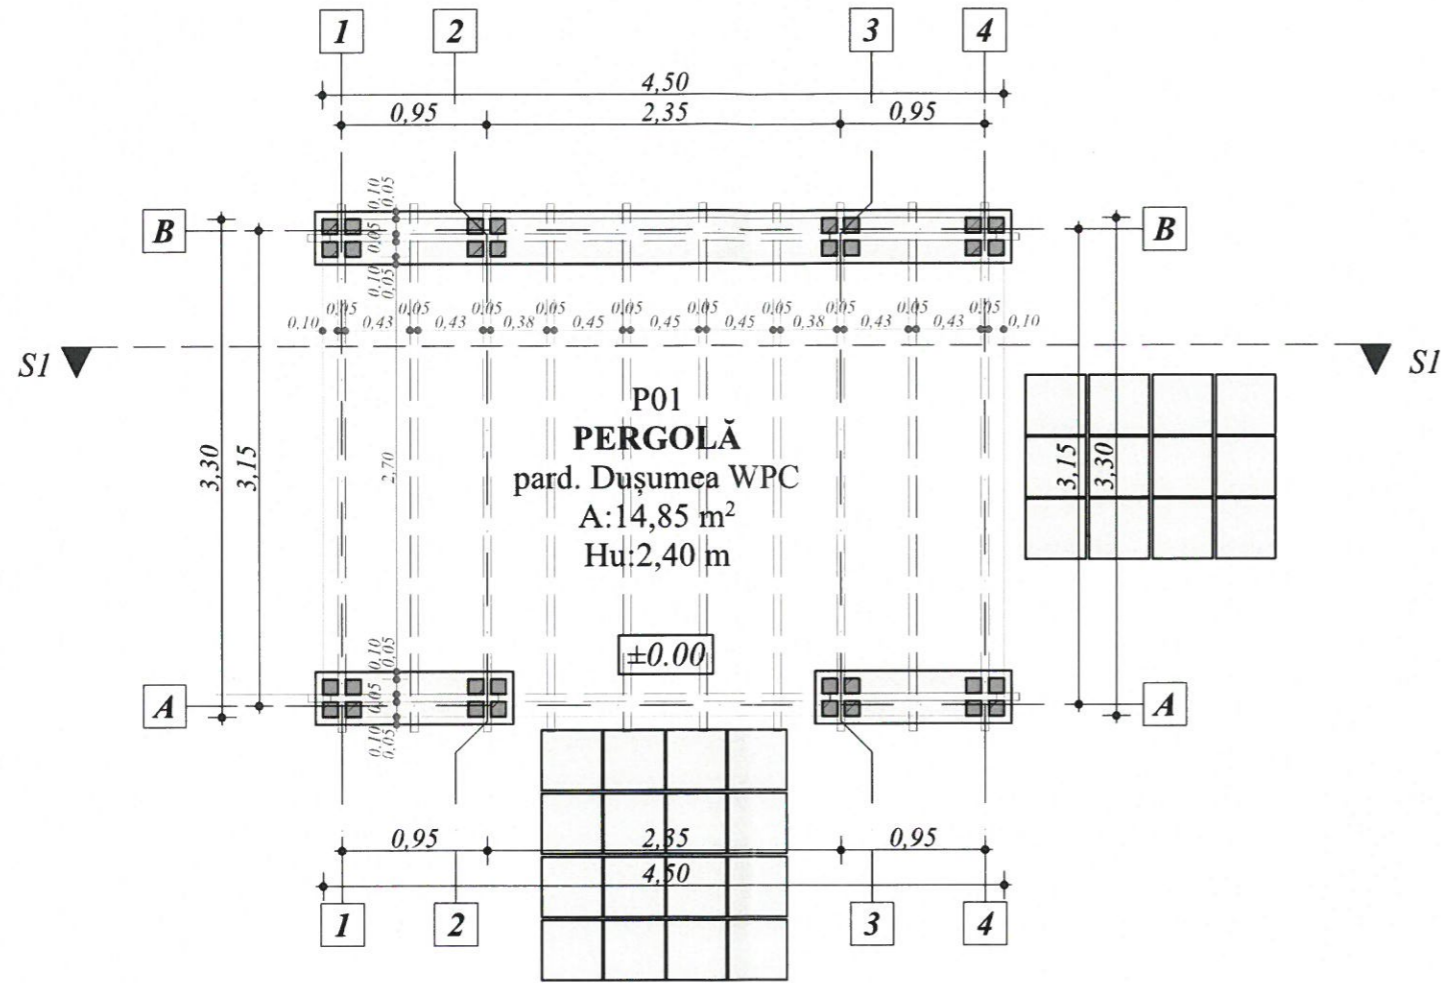 1 2 3 4
4,50
0,95 2,35 0,95
B B
0,10 0,05
0,05
0,10 0,05
0,05 0,05 0,05 0,05 0,05 0,05 0,05 0,05 0,05 0,05
0,10 0,43 0,43 0,38 0,45 0,45 0,45 0,38 0,43 0,43 0,10
S1 S1
P01
PERGOLĂ
pard. Dușumea WPC
A:14,85 m²
Hu:2,40 m
3,30 3,15 2,70 3,15 3,30
±0.00
0,10 0,05
0,05
0,10 0,05
A A
0,95 2,35 0,95
4,50
1 2 3 4